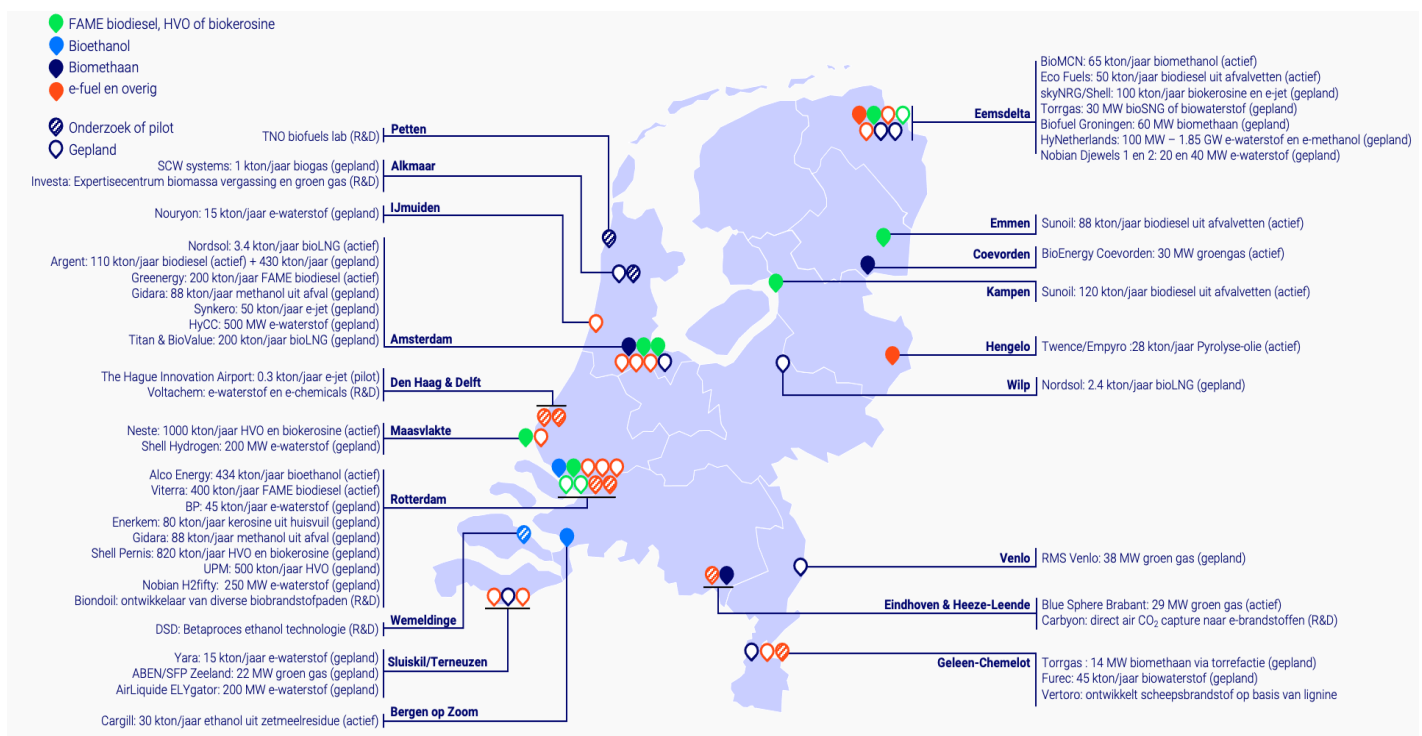 FAME biodiesel, HVO of biokerosine
Bioethanol
Biomethaan
e-fuel en overig
Onderzoek of pilot
Gepland
Petten
TNO biofuels lab (R&D)
Alkmaar
SCW systems: 1 kton/jaar biogas (gepland)
Investa: Expertisecentrum biomassa vergassing en groen gas (R&D)
IJmuiden
Nouryon: 15 kton/jaar e-waterstof (gepland)
Nordsol: 3.4 kton/jaar bioLNG (actief)
Argent: 110 kton/jaar biodiesel (actief) + 430 kton/jaar (gepland)
Greenergy: 200 kton/jaar FAME biodiesel (actief)
Gidara: 88 kton/jaar methanol uit afval (gepland)
Synkero: 50 kton/jaar e-jet (gepland)
HyCC: 500 MW e-waterstof (gepland)
Titan & BioValue: 200 kton/jaar bioLNG (gepland)
Amsterdam
The Hague Innovation Airport: 0.3 kton/jaar e-jet (pilot)
Voltachem: e-waterstof en e-chemicals (R&D)
Den Haag & Delft
Neste: 1000 kton/jaar HVO en biokerosine (actief)
Shell Hydrogen: 200 MW e-waterstof (gepland)
Maasvlakte
Alco Energy: 434 kton/jaar bioethanol (actief)
Viterra: 400 kton/jaar FAME biodiesel (actief)
BP: 45 kton/jaar e-waterstof (gepland)
Enerkem: 80 kton/jaar kerosine uit huisvuil (gepland)
Gidara: 88 kton/jaar methanol uit afval (gepland)
Shell Pernis: 820 kton/jaar HVO en biokerosine (gepland)
UPM: 500 kton/jaar HVO (gepland)
Nobian H2fifty: 250 MW e-waterstof (gepland)
Biondoil: ontwikkelaar van diverse biobrandstofpaden (R&D)
Rotterdam
Wemeldinge
DSD: Betaproces ethanol technologie (R&D)
Yara: 15 kton/jaar e-waterstof (gepland)
ABEN/SFP Zeeland: 22 MW groen gas (gepland)
AirLiquide ELYgator: 200 MW e-waterstof (gepland)
Sluiskil/Terneuzen
Bergen op Zoom
Cargill: 30 kton/jaar ethanol uit zetmeelresidue (actief)
Eemsdelta
BioMCN: 65 kton/jaar biomethanol (actief)
Eco Fuels: 50 kton/jaar biodiesel uit afvalvetten (actief)
skyNRG/Shell: 100 kton/jaar biokerosine en e-jet (gepland)
Torrgas: 30 MW bioSNG of biowaterstof (gepland)
Biofuel Groningen: 60 MW biomethaan (gepland)
HyNetherlands: 100 MW – 1.85 GW e-waterstof en e-methanol (gepland)
Nobian Djewels 1 en 2: 20 en 40 MW e-waterstof (gepland)
Emmen
Sunoil: 88 kton/jaar biodiesel uit afvalvetten (actief)
Coevorden
BioEnergy Coevorden: 30 MW groengas (actief)
Kampen
Sunoil: 120 kton/jaar biodiesel uit afvalvetten (actief)
Hengelo
Twence/Empyro :28 kton/jaar Pyrolyse-olie (actief)
Wilp
Nordsol: 2.4 kton/jaar bioLNG (gepland)
Venlo
RMS Venlo: 38 MW groen gas (gepland)
Eindhoven & Heeze-Leende
Blue Sphere Brabant: 29 MW groen gas (actief)
Carbyon: direct air CO₂ capture naar e-brandstoffen (R&D)
Geleen-Chemelot
Torrgas : 14 MW biomethaan via torrefactie (gepland)
Furec: 45 kton/jaar biowaterstof (gepland)
Vertoro: ontwikkelt scheepsbrandstof op basis van lignine